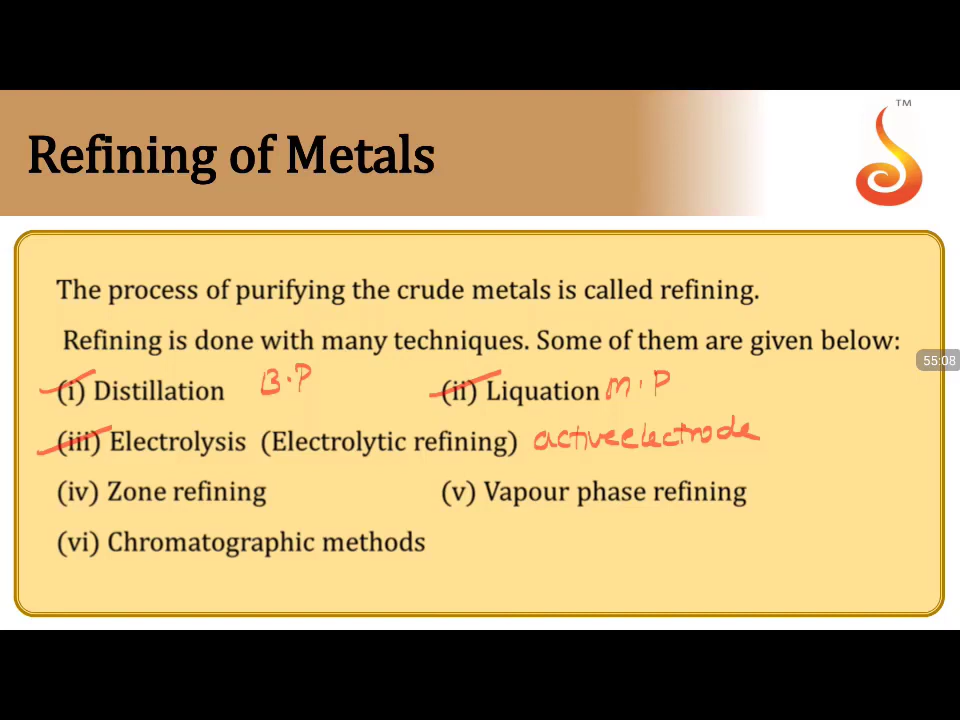 TM
Refining of Metals
The process of purifying the crude metals is called refining.
Refining is done with many techniques. Some of them are given below:
55:08
(i) Distillation B.P (ii) Liquation M.P
(iii) Electrolysis (Electrolytic refining) active electrode
(iv) Zone refining (v) Vapour phase refining
(vi) Chromatographic methods